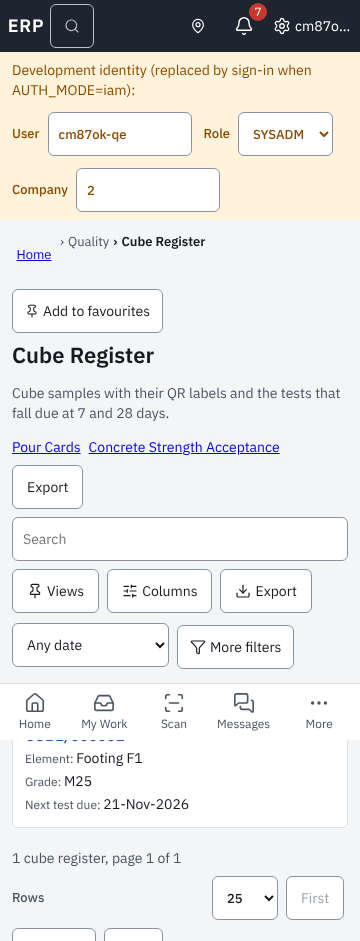 ERP
7
cm87o...
Development identity (replaced by sign-in when
AUTH_MODE=iam):
User cm87ok-qe Role SYSADM
Company 2
Home › Quality › Cube Register
Add to favourites
Cube Register
Cube samples with their QR labels and the tests that
fall due at 7 and 28 days.
Pour Cards Concrete Strength Acceptance
Export
Search
Views Columns Export
Any date More filters
Home My Work Scan Messages More
Element: Footing F1
Grade: M25
Next test due: 21-Nov-2026
1 cube register, page 1 of 1
Rows 25 First